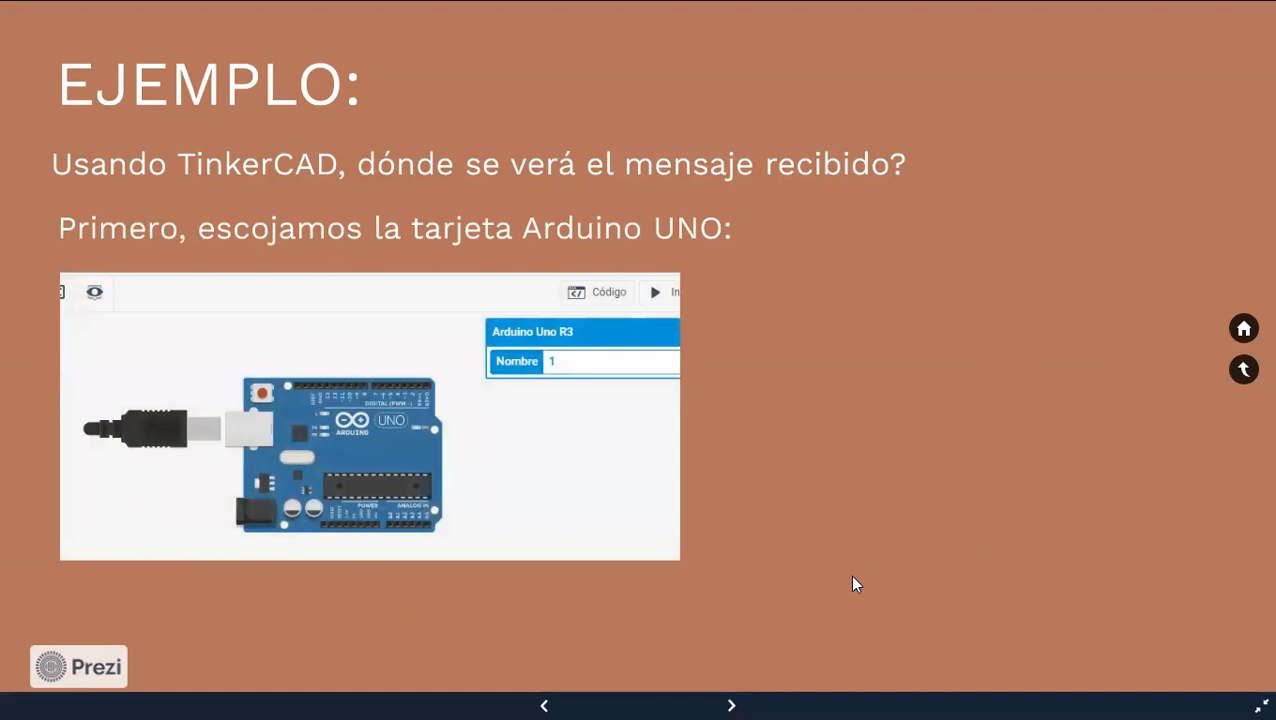 EJEMPLO:
Usando TinkerCAD, dónde se verá el mensaje recibido?
Primero, escojamos la tarjeta Arduino UNO:
Código
In
Arduino Uno R3
Nombre 1
DIGITAL (PWM~)
UNO
ARDUINO
POWER
ANALOG IN
Prezi